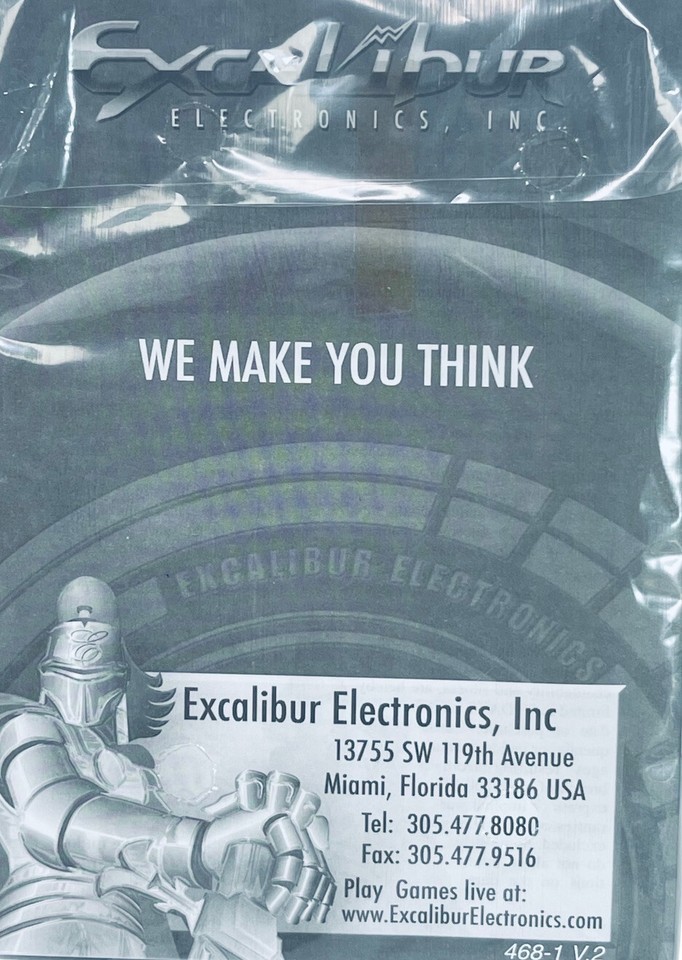 Excalibur
ELECTRONICS, INC
WE MAKE YOU THINK
EXCALIBUR ELECTRONICS
E
Excalibur Electronics, Inc
13755 SW 119th Avenue
Miami, Florida 33186 USA
Tel: 305.477.8080
Fax: 305.477.9516
Play Games live at:
www.ExcaliburElectronics.com
468-1 V.2